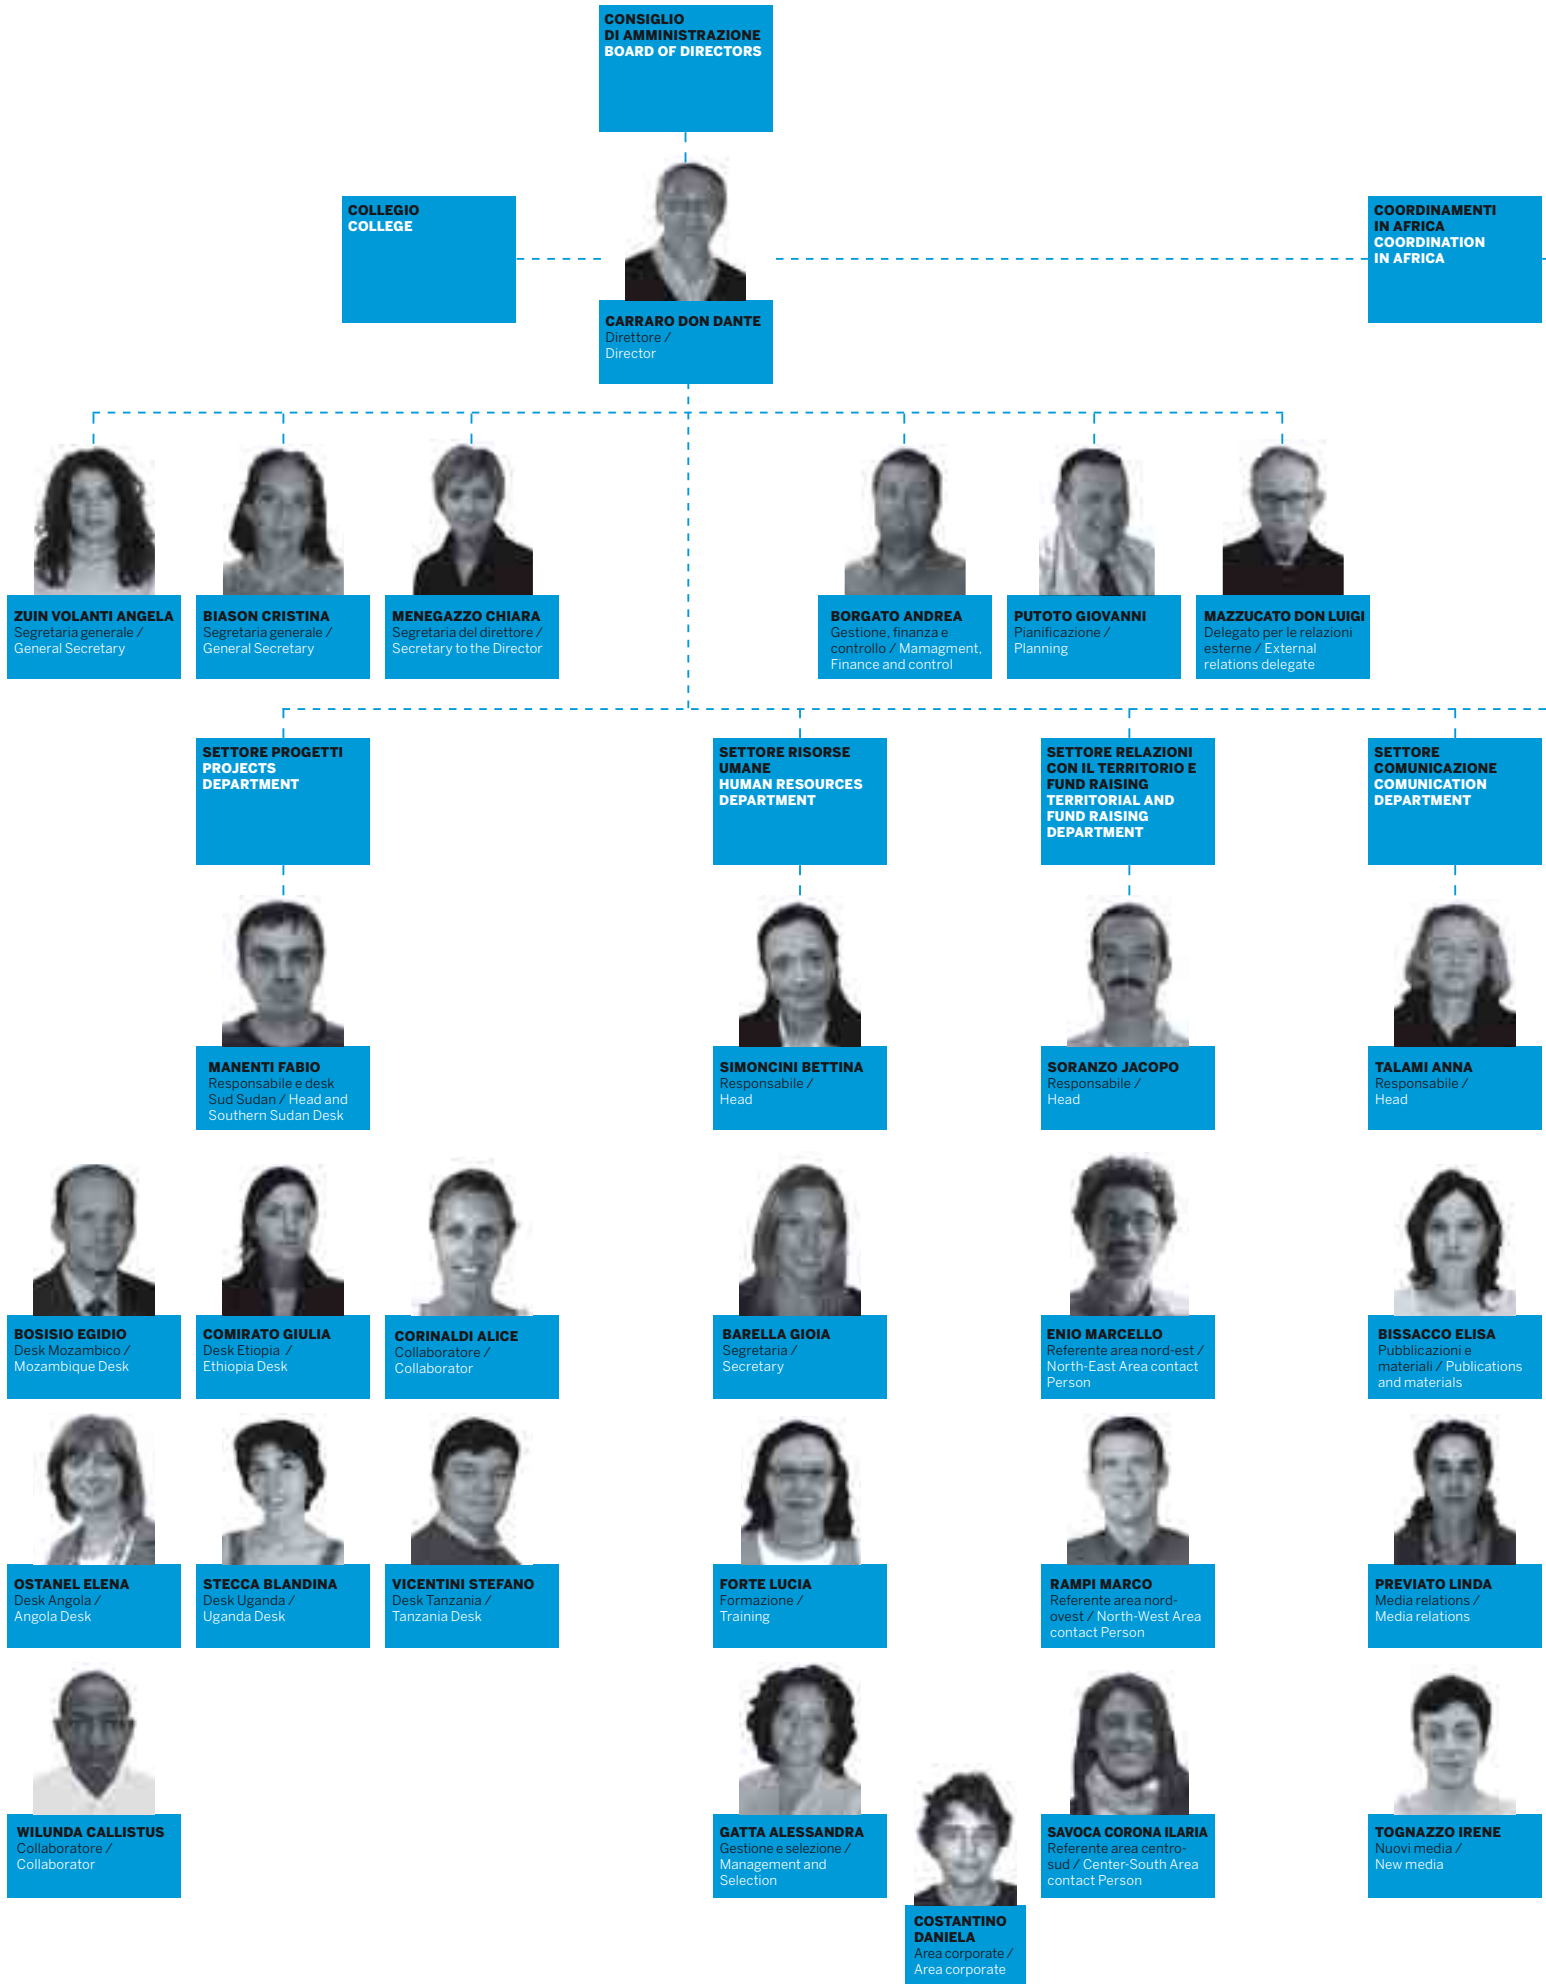 CONSIGLIO
DI AMMINISTRAZIONE
BOARD OF DIRECTORS
COLLEGIO
COLLEGE
COORDINAMENTI
IN AFRICA
COORDINATION
IN AFRICA
CARRARO DON DANTE
Direttore /
Director
ZUIN VOLANTI ANGELA
Segretaria generale /
General Secretary
BIASON CRISTINA
Segretaria generale /
General Secretary
MENEGAZZO CHIARA
Segretaria del direttore /
Secretary to the Director
BORGATO ANDREA
Gestione, finanza e
controllo / Mamagment,
Finance and control
PUTOTO GIOVANNI
Pianificazione /
Planning
MAZZUCATO DON LUIGI
Delegato per le relazioni
esterne / External
relations delegate
SETTORE PROGETTI
PROJECTS
DEPARTMENT
SETTORE RISORSE
UMANE
HUMAN RESOURCES
DEPARTMENT
SETTORE RELAZIONI
CON IL TERRITORIO E
FUND RAISING
TERRITORIAL AND
FUND RAISING
DEPARTMENT
SETTORE
COMUNICAZIONE
COMUNICATION
DEPARTMENT
MANENTI FABIO
Responsabile e desk
Sud Sudan / Head and
Southern Sudan Desk
SIMONCINI BETTINA
Responsabile /
Head
SORANZO JACOPO
Responsabile /
Head
TALAMI ANNA
Responsabile /
Head
BOSISIO EGIDIO
Desk Mozambico /
Mozambique Desk
COMIRATO GIULIA
Desk Etiopia /
Ethiopia Desk
CORINALDI ALICE
Collaboratore /
Collaborator
BARELLA GIOIA
Segretaria /
Secretary
ENIO MARCELLO
Referente area nord-est /
North-East Area contact
Person
BISSACCO ELISA
Pubblicazioni e
materiali / Publications
and materials
OSTANEL ELENA
Desk Angola /
Angola Desk
STECCA BLANDINA
Desk Uganda /
Uganda Desk
VICENTINI STEFANO
Desk Tanzania /
Tanzania Desk
FORTE LUCIA
Formazione /
Training
RAMPI MARCO
Referente area nord-
ovest / North-West Area
contact Person
PREVIATO LINDA
Media relations /
Media relations
WILUNDA CALLISTUS
Collaboratore /
Collaborator
GATTA ALESSANDRA
Gestione e selezione /
Management and
Selection
SAVOCA CORONA ILARIA
Referente area centro-
sud / Center-South Area
contact Person
TOGNAZZO IRENE
Nuovi media /
New media
COSTANTINO
DANIELA
Area corporate /
Area corporate